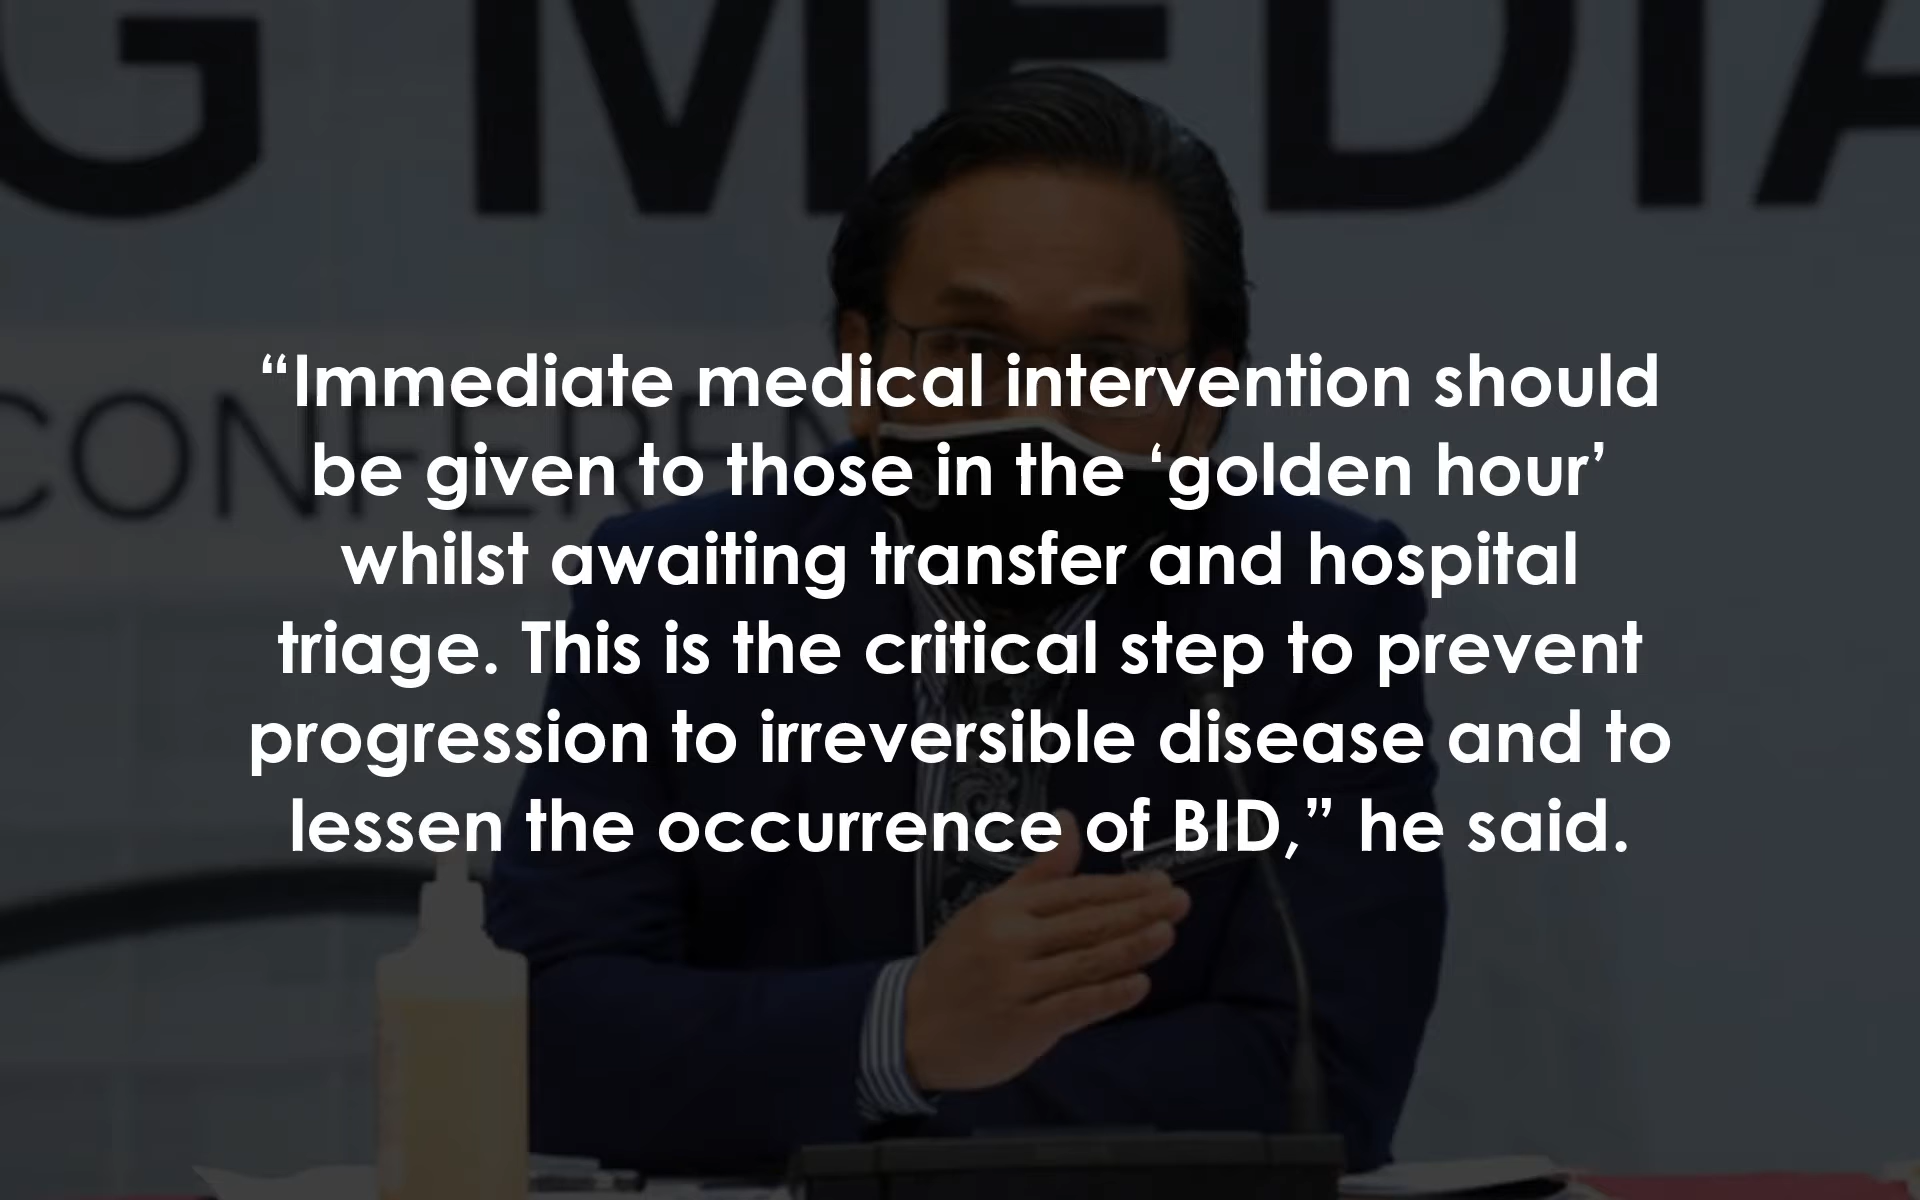 G MEDIA
CONFEREN
“Immediate medical intervention should
be given to those in the ‘golden hour’
whilst awaiting transfer and hospital
triage. This is the critical step to prevent
progression to irreversible disease and to
lessen the occurrence of BID,” he said.